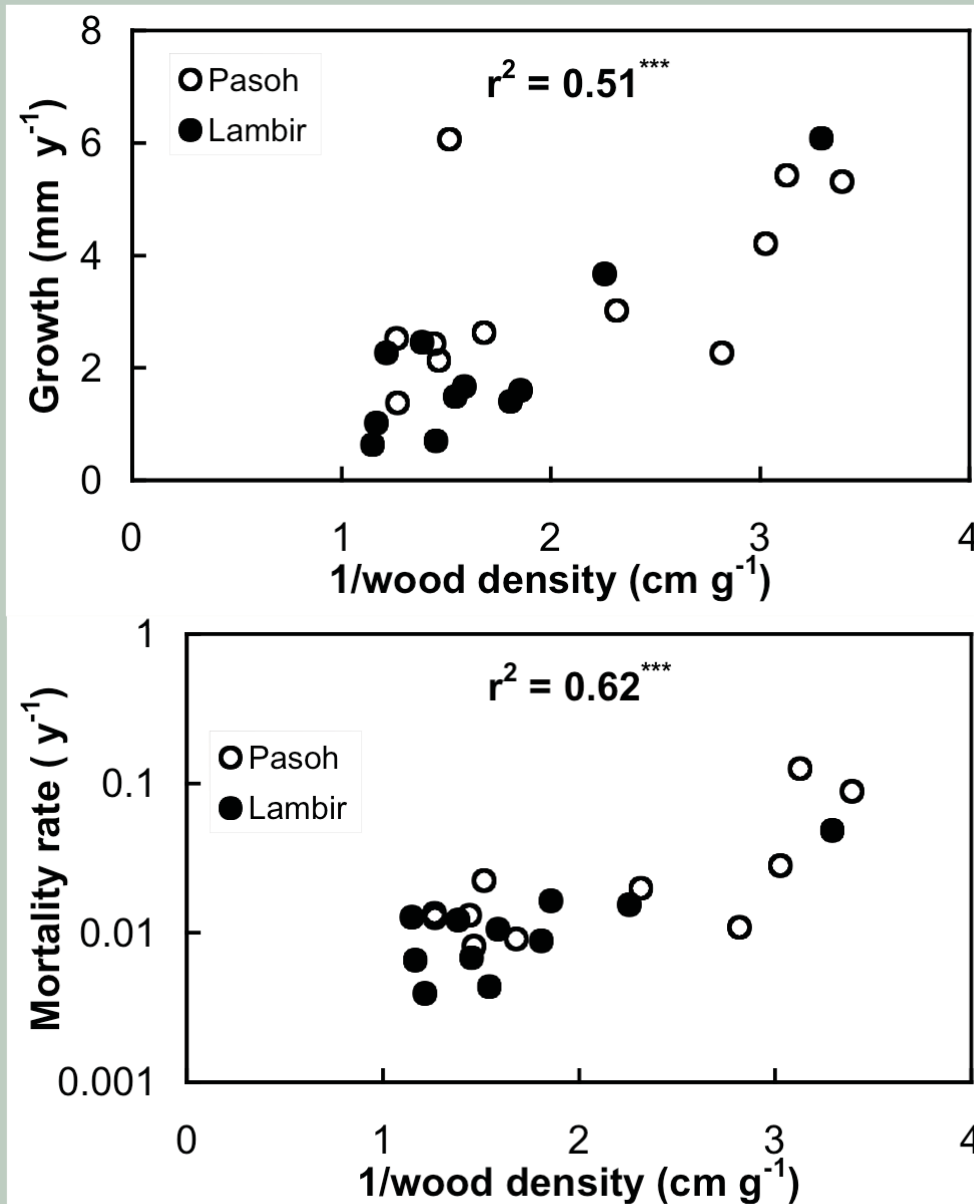 8
6
4
2
0
Growth (mm y⁻¹)
Pasoh
Lambir
r² = 0.51***
0 1 2 3 4
1/wood density (cm g⁻¹)
1
0.1
0.01
0.001
Mortality rate ( y⁻¹)
r² = 0.62***
Pasoh
Lambir
0 1 2 3 4
1/wood density (cm g⁻¹)